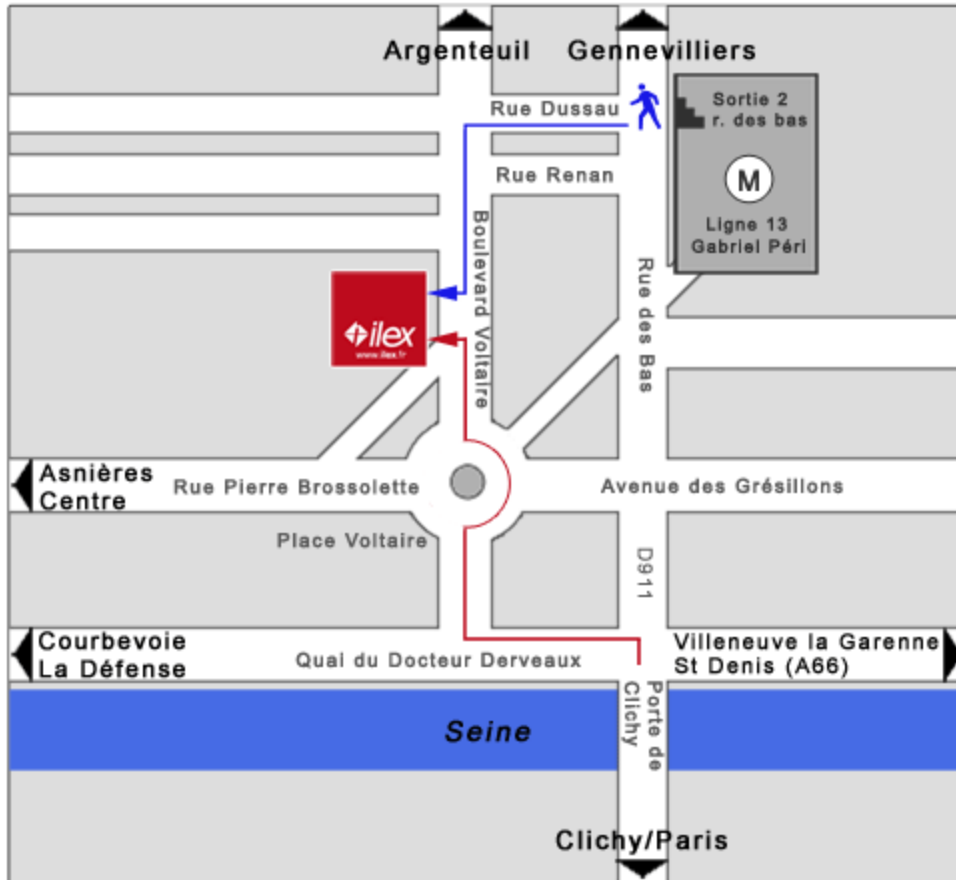 Argenteuil
Gennevilliers
Rue Dussau
Sortie 2
r. des bas
Rue Renan
M
Ligne 13
Gabriel Péri
Boulevard Voltaire
Rue des Bas
ilex
www.ilex.fr
Asnières
Centre
Rue Pierre Brossolette
Avenue des Grésillons
Place Voltaire
D911
Courbevoie
La Défense
Quai du Docteur Derveaux
Villeneuve la Garenne
St Denis (A66)
Porte de
Clichy
Seine
Clichy/Paris